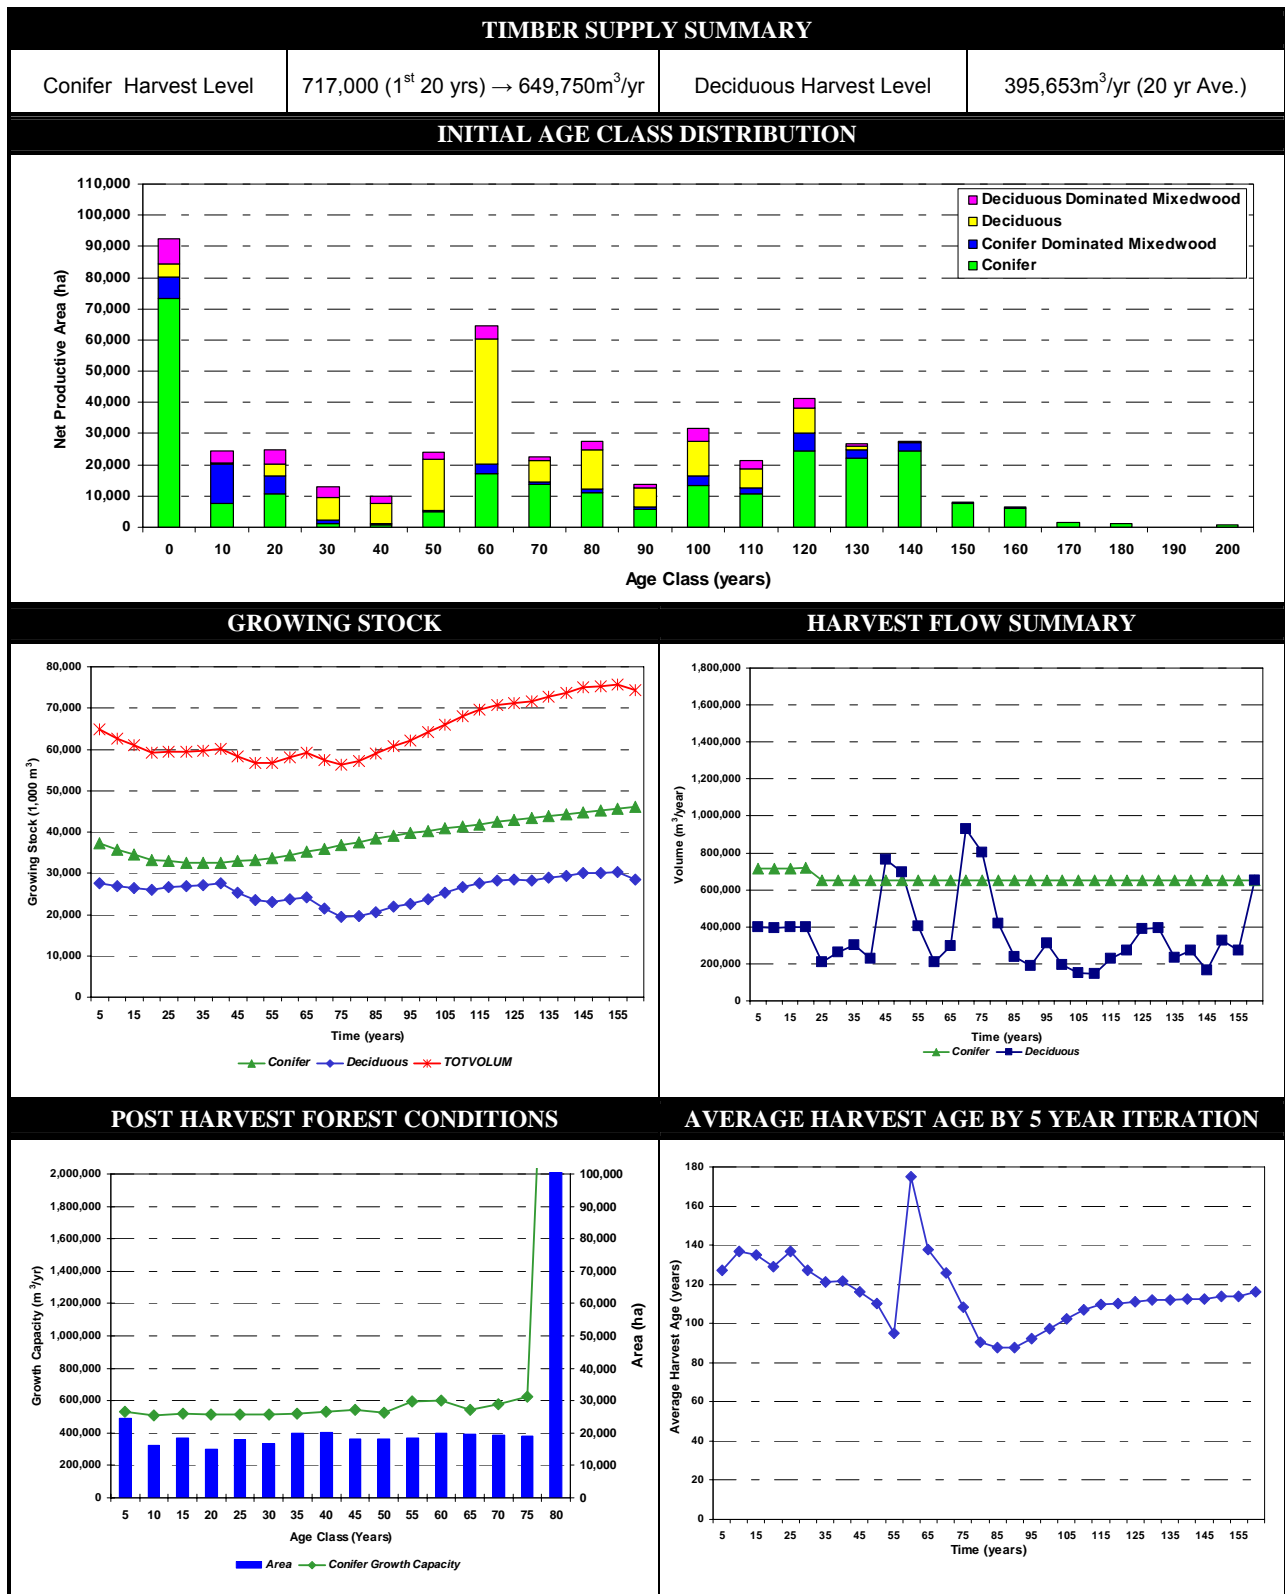 TIMBER SUPPLY SUMMARY
Conifer Harvest Level 717,000 (1st 20 yrs) → 649,750m³/yr Deciduous Harvest Level 395,653m³/yr (20 yr Ave.)
INITIAL AGE CLASS DISTRIBUTION
110,000
100,000
90,000
80,000
70,000
60,000
50,000
40,000
30,000
20,000
10,000
0
Net Productive Area (ha)
Deciduous Dominated Mixedwood
Deciduous
Conifer Dominated Mixedwood
Conifer
0 10 20 30 40 50 60 70 80 90 100 110 120 130 140 150 160 170 180 190 200
Age Class (years)
GROWING STOCK
80,000
70,000
60,000
50,000
40,000
30,000
20,000
10,000
0
Growing Stock (1,000 m³)
5 15 25 35 45 55 65 75 85 95 105 115 125 135 145 155
Time (years)
Conifer Deciduous TOTVOLUM
HARVEST FLOW SUMMARY
1,800,000
1,600,000
1,400,000
1,200,000
1,000,000
800,000
600,000
400,000
200,000
0
Volume (m³/year)
5 15 25 35 45 55 65 75 85 95 105 115 125 135 145 155
Time (years)
Conifer Deciduous
POST HARVEST FOREST CONDITIONS
2,000,000
1,800,000
1,600,000
1,400,000
1,200,000
1,000,000
800,000
600,000
400,000
200,000
0
Growth Capacity (m³/yr)
100,000
90,000
80,000
70,000
60,000
50,000
40,000
30,000
20,000
10,000
0
Area (ha)
5 10 15 20 25 30 35 40 45 50 55 60 65 70 75 80
Age Class (Years)
Area Conifer Growth Capacity
AVERAGE HARVEST AGE BY 5 YEAR ITERATION
180
160
140
120
100
80
60
40
20
0
Average Harvest Age (years)
5 15 25 35 45 55 65 75 85 95 105 115 125 135 145 155
Time (years)